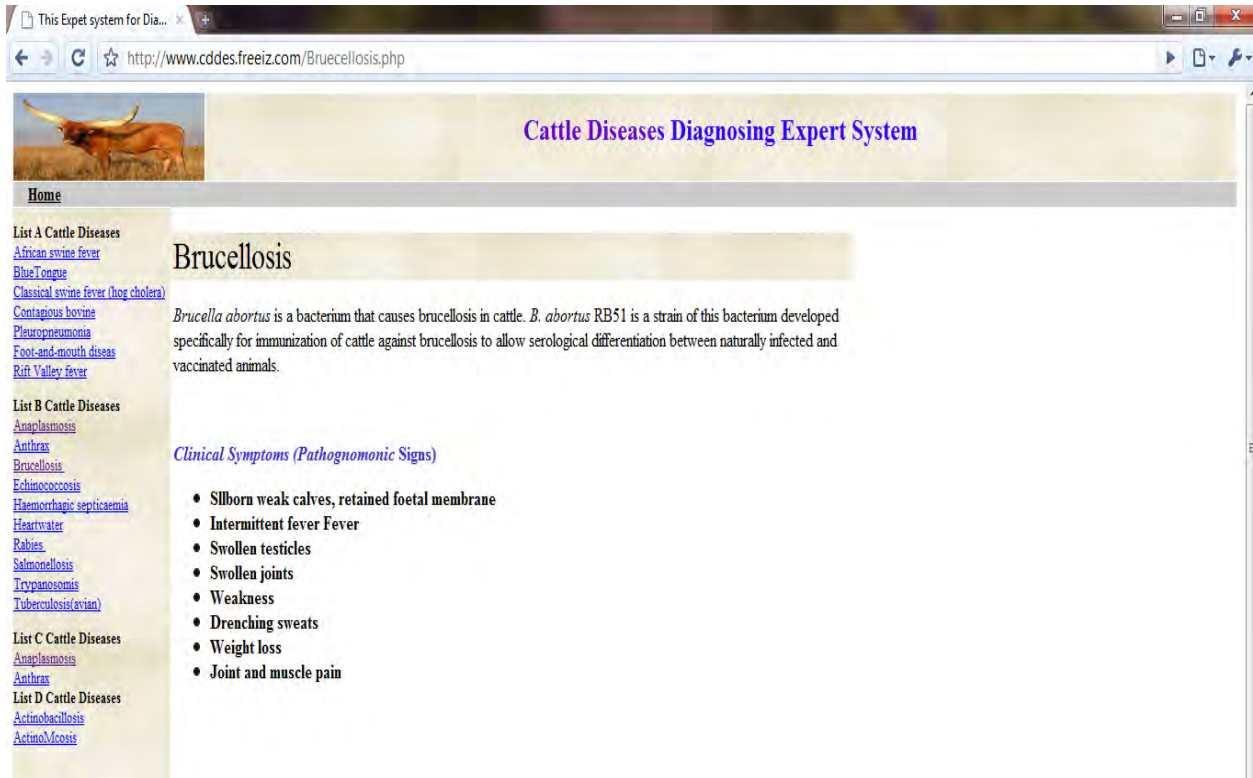 This Expet system for Dia...
http://www.cddes.freeiz.com/Bruecellosis.php
Cattle Diseases Diagnosing Expert System
Home
List A Cattle Diseases
African swine fever
BlueTongue
Classical swine fever (hog cholera)
Contagious bovine
Pleuropneumonia
Foot-and-mouth diseas
Rift Valley fever
List B Cattle Diseases
Anaplasmosis
Anthrax
Brucellosis
Echinococcosis
Haemorrhagic septicaemia
Heartwater
Rabies
Salmonellosis
Trypanosomis
Tuberculosis(avian)
List C Cattle Diseases
Anaplasmosis
Anthrax
List D Cattle Diseases
Actinobacillosis
ActinoMcosis
Brucellosis
Brucella abortus is a bacterium that causes brucellosis in cattle. B. abortus RB51 is a strain of this bacterium developed
specifically for immunization of cattle against brucellosis to allow serological differentiation between naturally infected and
vaccinated animals.
Clinical Symptoms (Pathognomonic Signs)
• Sllborn weak calves, retained foetal membrane
• Intermittent fever Fever
• Swollen testicles
• Swollen joints
• Weakness
• Drenching sweats
• Weight loss
• Joint and muscle pain